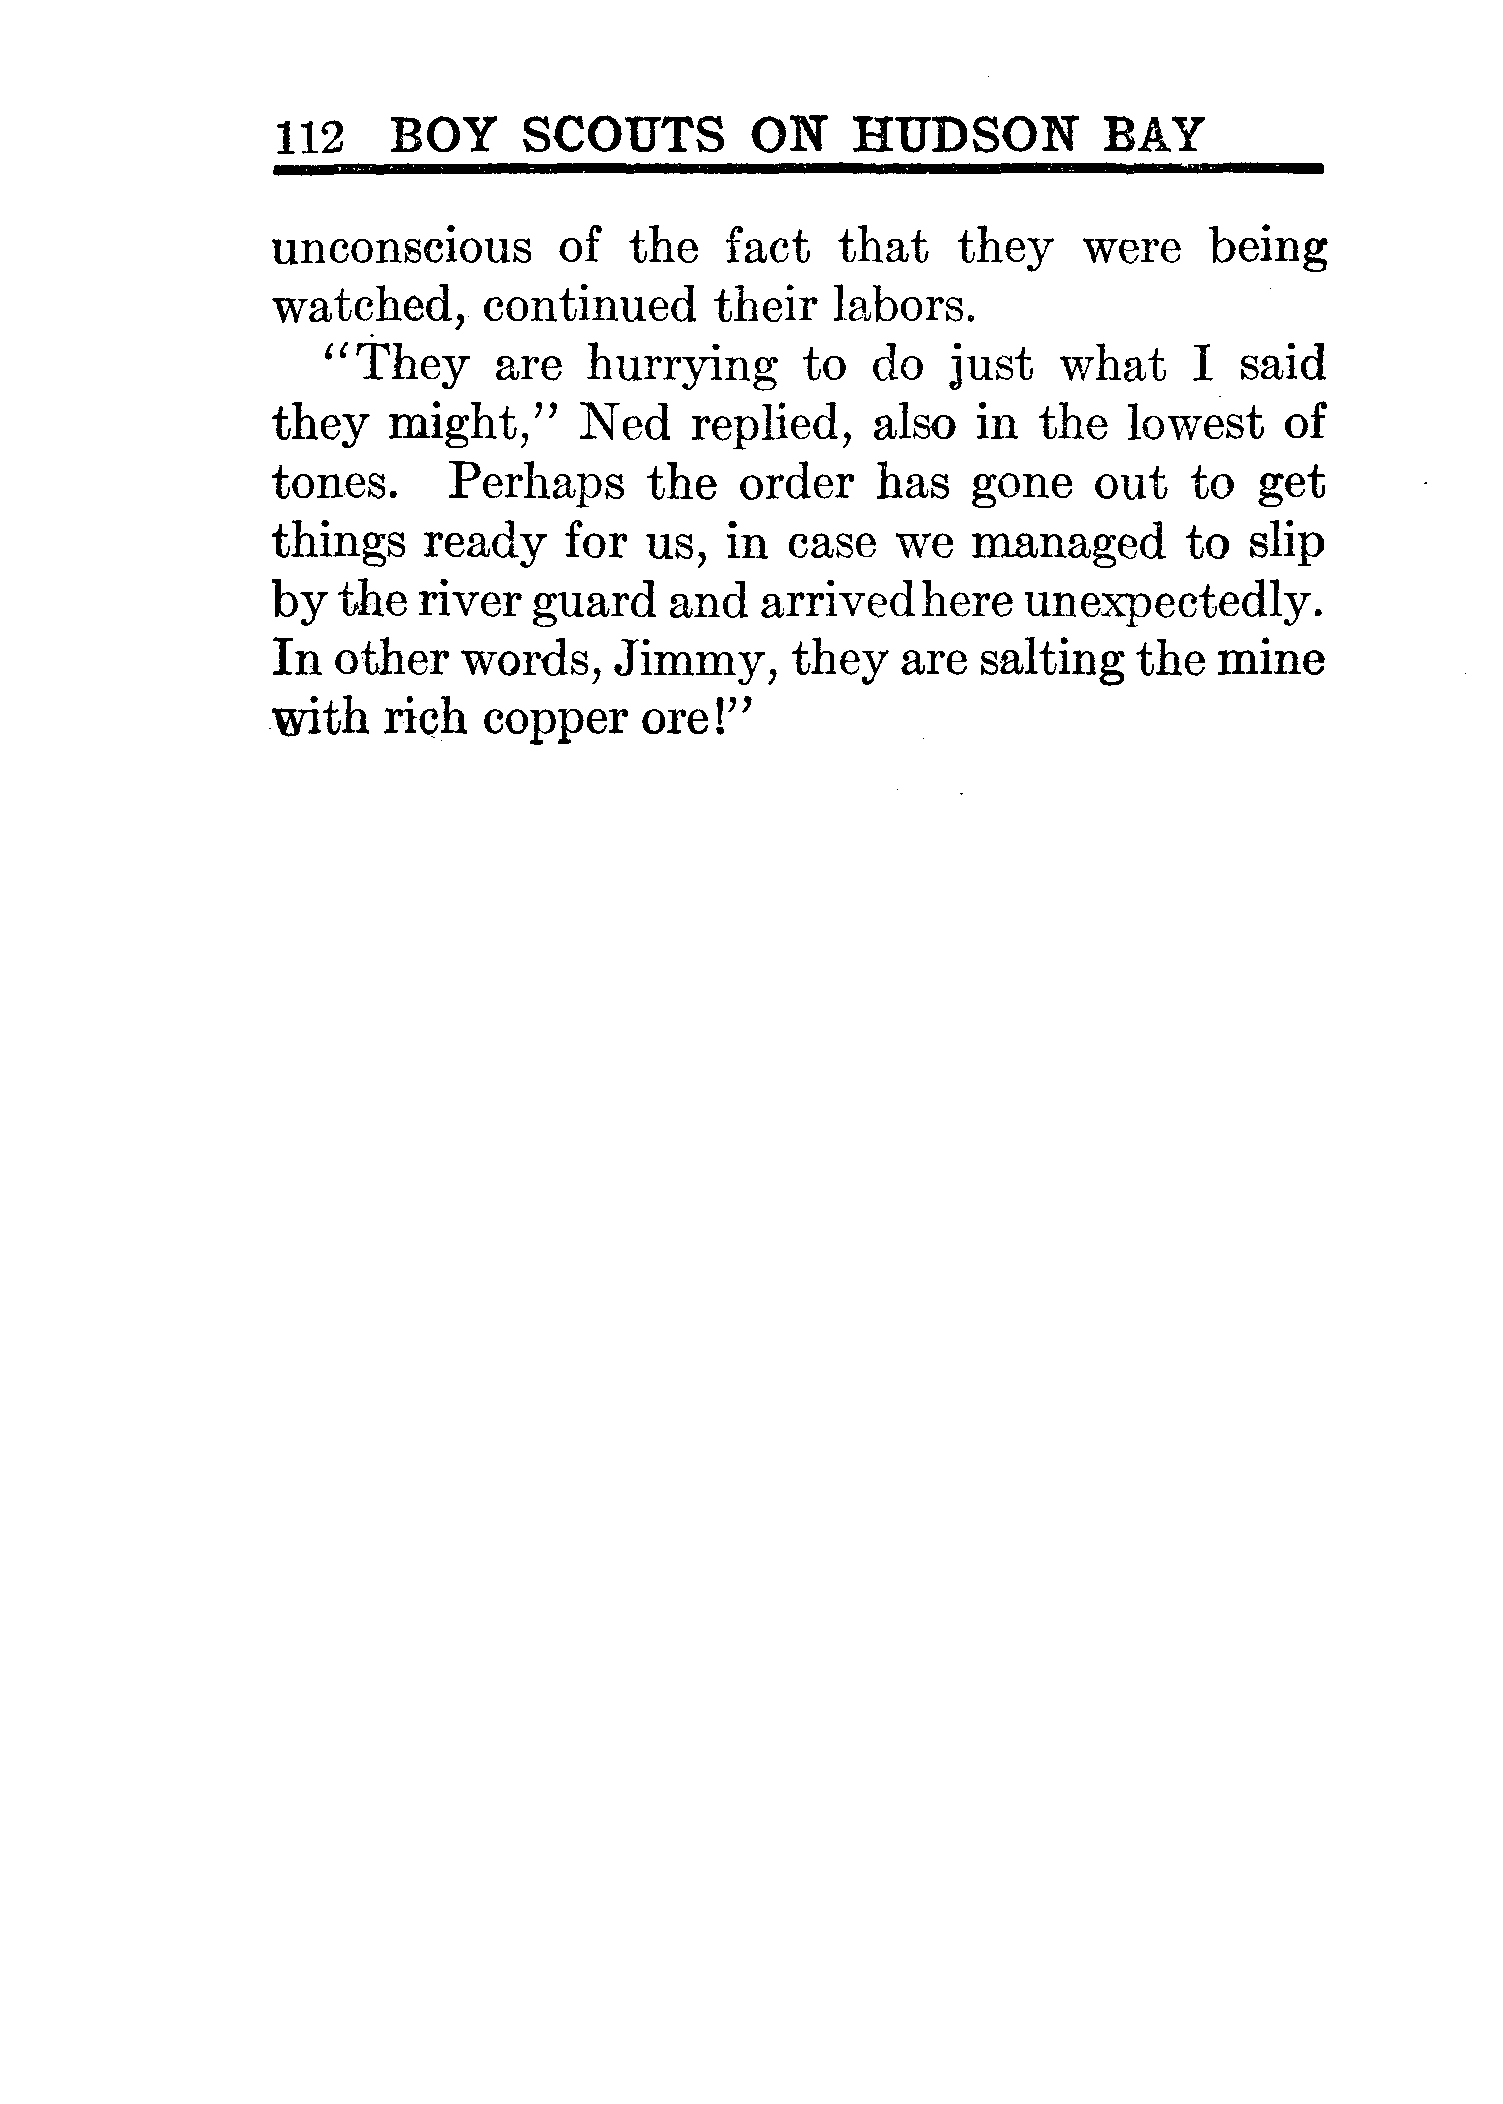 112 BOY SCOUTS ON HUDSON BAY
unconscious of the fact that they were being
watched, continued their labors.
“They are hurrying to do just what I said
they might,” Ned replied, also in the lowest of
tones. Perhaps the order has gone out to get
things ready for us, in case we managed to slip
by the river guard and arrivedhere unexpectedly.
In other words, Jimmy, they are salting the mine
with rich copper ore!”